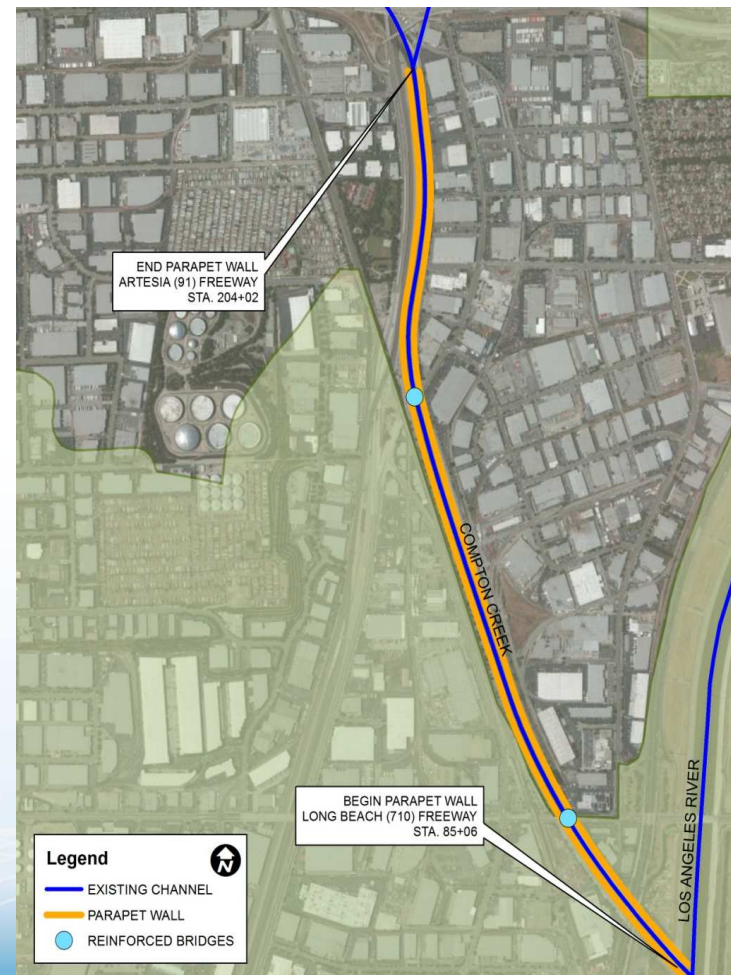 END PARAPET WALL
ARTESIA (91) FREEWAY
STA. 204+02
COMPTON CREEK
LOS ANGELES RIVER
BEGIN PARAPET WALL
LONG BEACH (710) FREEWAY
STA. 85+06
Legend
N
EXISTING CHANNEL
PARAPET WALL
REINFORCED BRIDGES